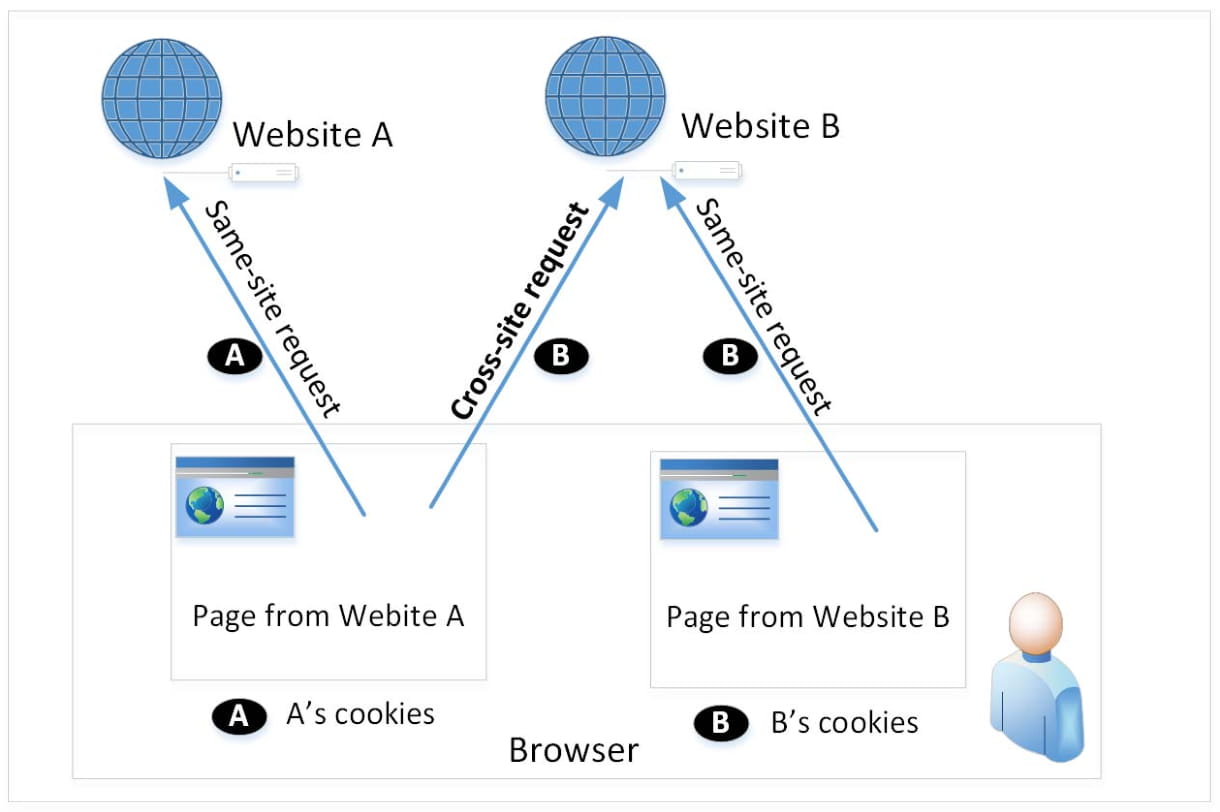 Website A
Website B
Same-site request
Cross-site request
Same-site request
A
B
B
Page from Webite A
Page from Website B
A A's cookies
B B's cookies
Browser